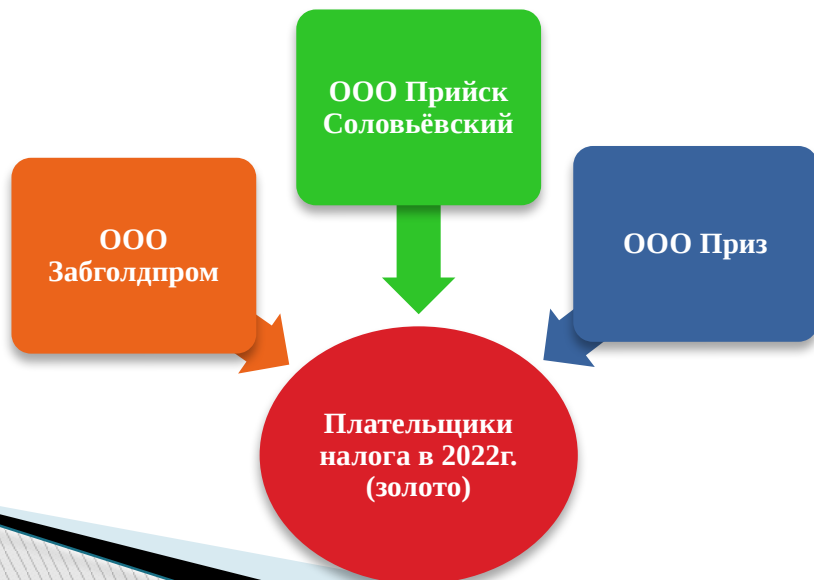 ООО Прийск
Соловьёвский
ООО
Забголдпром
ООО Приз
Плательщики
налога в 2022г.
(золото)